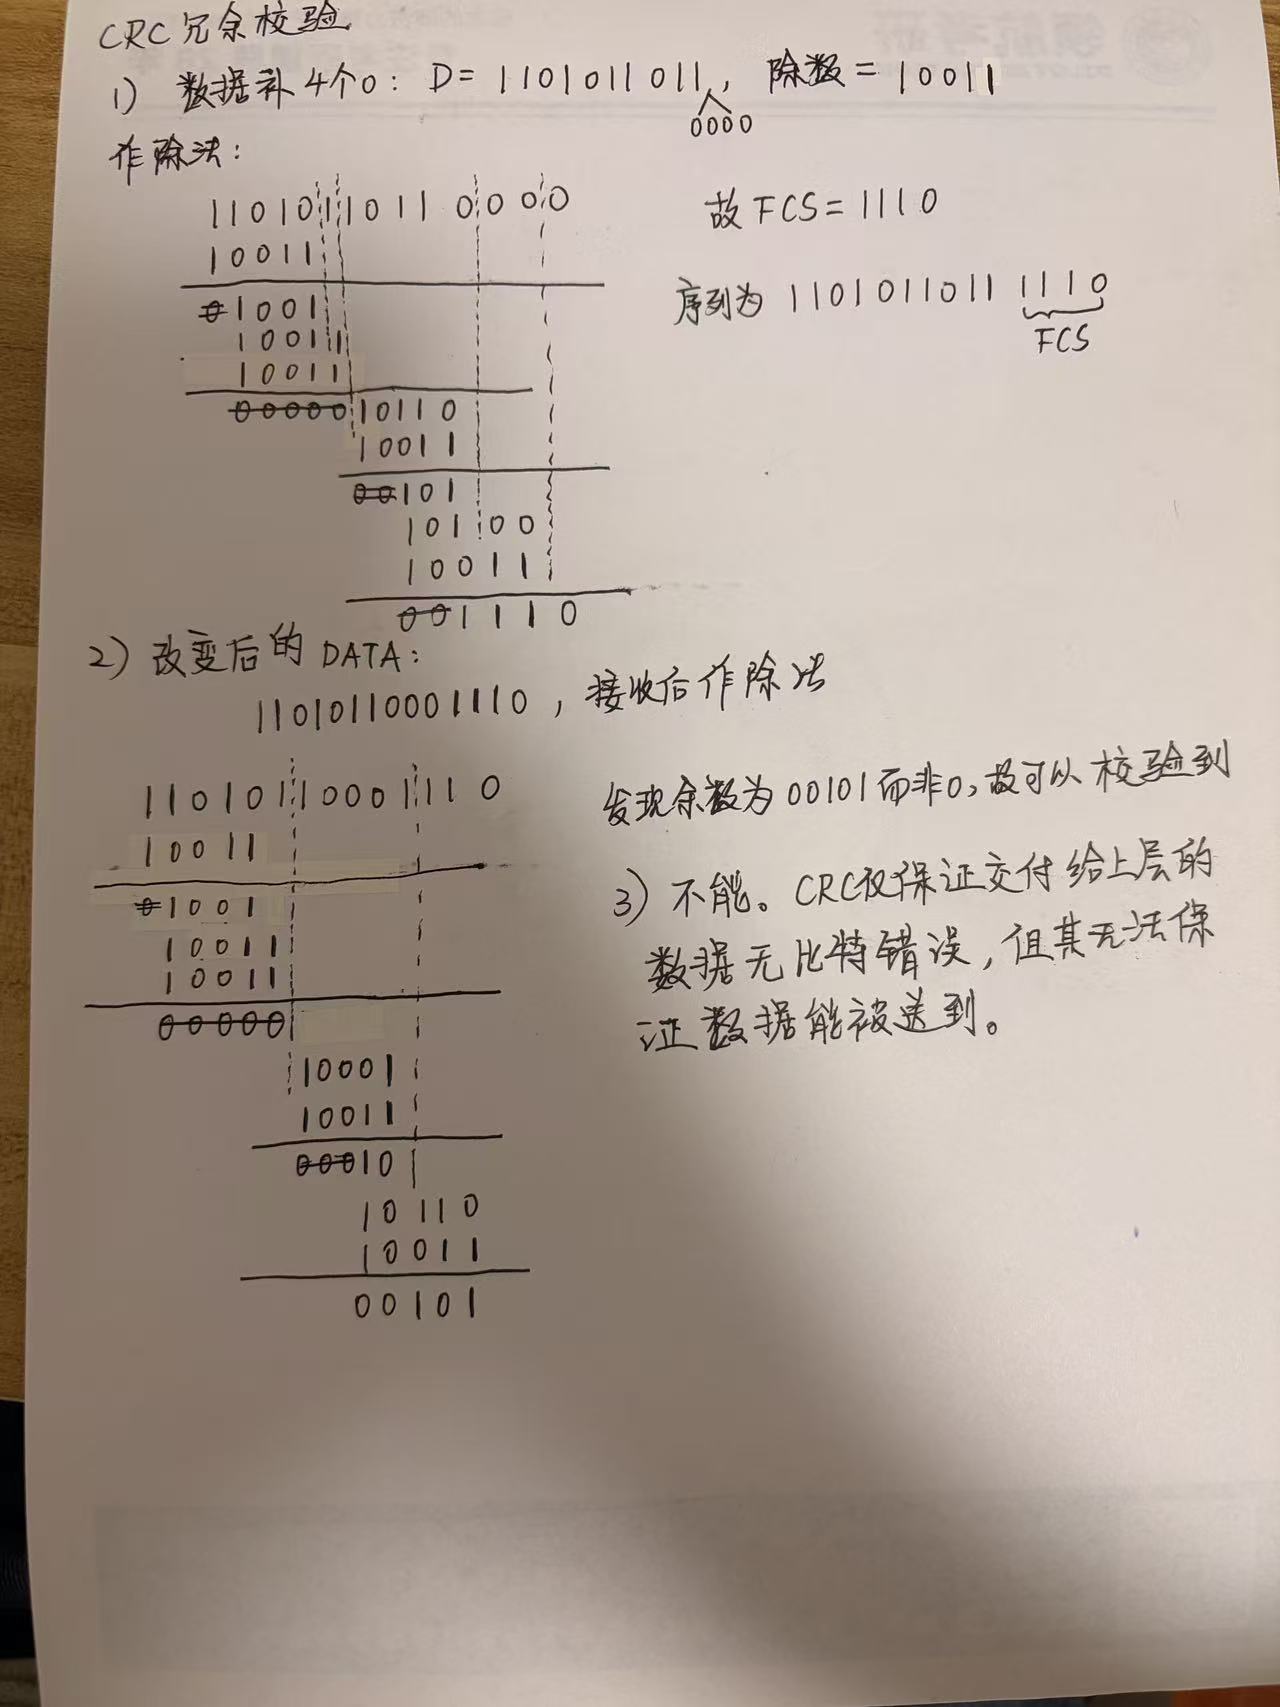 CRC冗余校验
1) 数据补4个0: D= 1101011011, 除数=10011
0000
作除法:
11010110110000
10011
01001
10011
10011
0000010110
10011
00101
10100
10011
001110
故FCS=1110
序列为 1101011011 1110
FCS
2) 改变后的DATA:
11010110001110, 接收后作除法
11010110001110
10011
01001
10011
10011
00000
10001
10011
00010
10110
10011
00101
发现余数为00101而非0,故可以校验到
3) 不能。CRC仅保证交付给上层的
数据无比特错误,但其无法保
证数据能被送到。